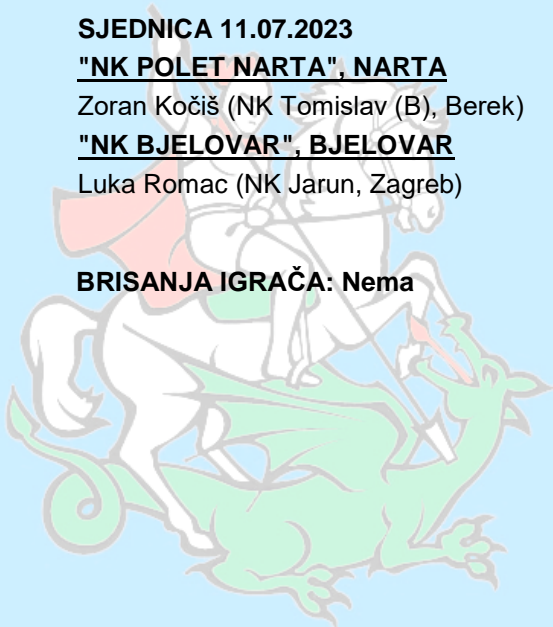 SJEDNICA 11.07.2023
"NK POLET NARTA", NARTA
Zoran Kočiš (NK Tomislav (B), Berek)
"NK BJELOVAR", BJELOVAR
Luka Romac (NK Jarun, Zagreb)
BRISANJA IGRAČA: Nema